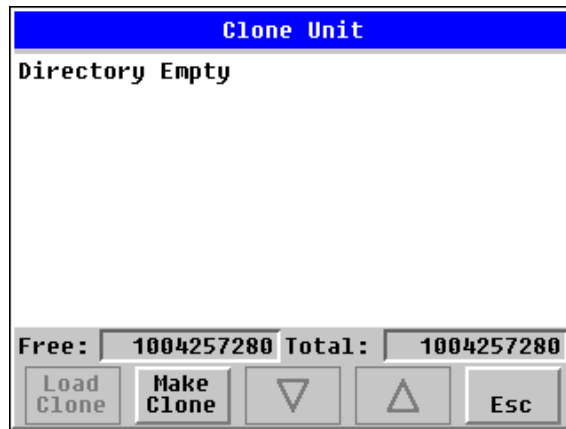 Clone Unit
Directory Empty
Free: 1004257280 Total: 1004257280
Load Make
Clone Clone Esc